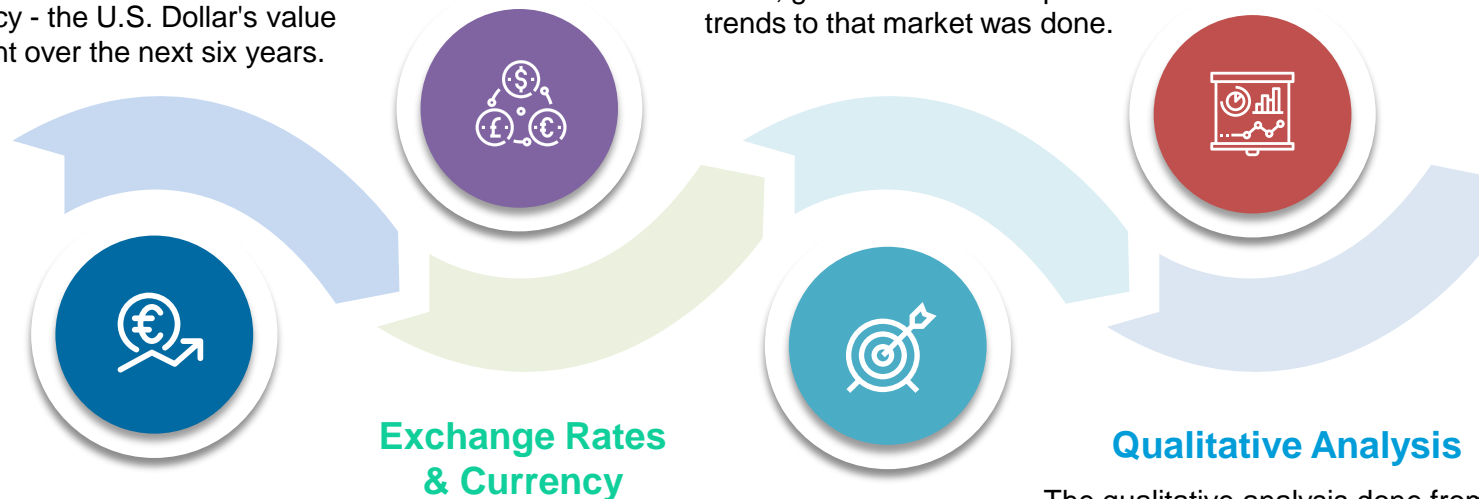 cy - the U.S. Dollar's value
nt over the next six years.
trends to that market was done.
Exchange Rates
& Currency
Qualitative Analysis
The qualitative analysis done from